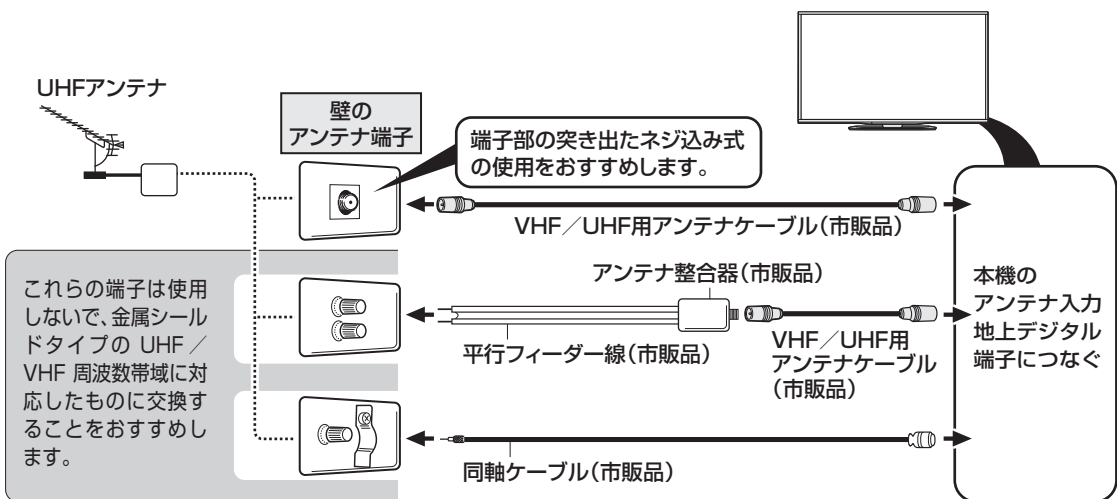 UHFアンテナ
壁の
アンテナ端子
端子部の突き出たネジ込み式
の使用をおすすめします。
VHF／UHF用アンテナケーブル（市販品）
これらの端子は使用
しないで、金属シール
ドタイプの UHF／
VHF 周波数帯域に対
応したものに交換す
ることをおすすめし
ます。
アンテナ整合器（市販品）
平行フィーダー線（市販品）
VHF／UHF用
アンテナケーブル
（市販品）
同軸ケーブル（市販品）
本機の
アンテナ入力
地上デジタル
端子につなぐ